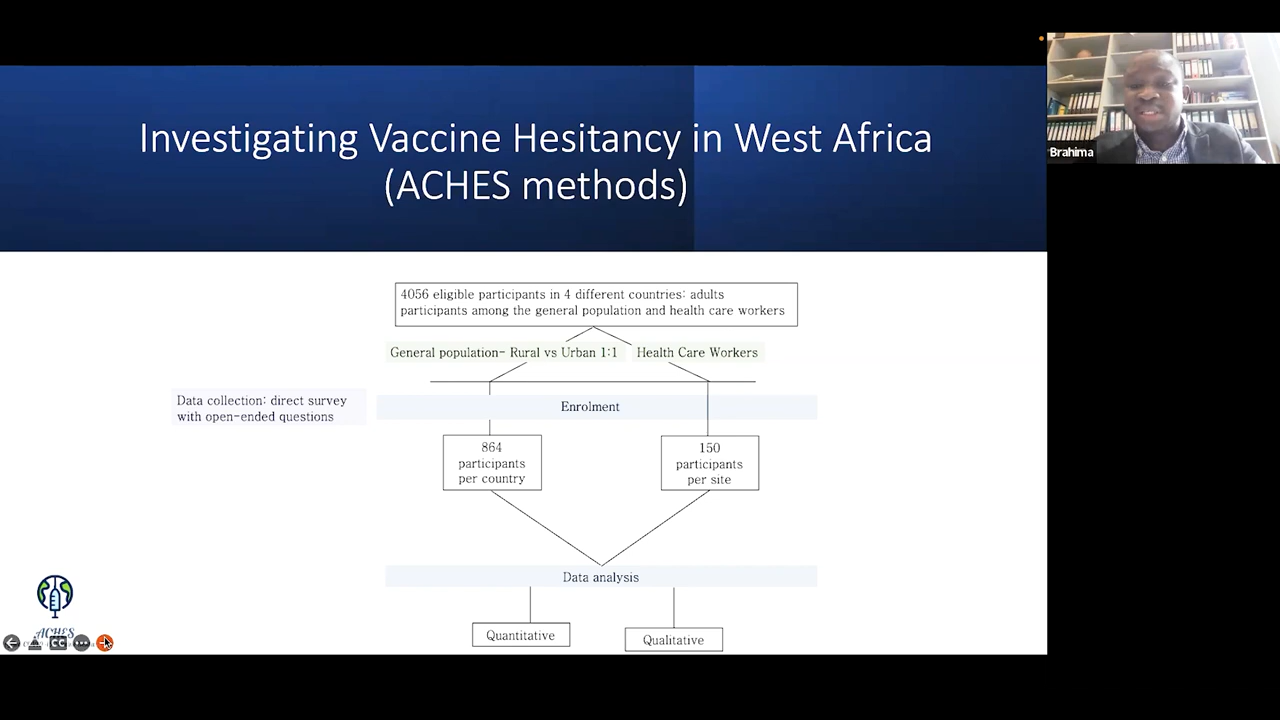 Investigating Vaccine Hesitancy in West Africa
(ACHES methods)
Brahima
4056 eligible participants in 4 different countries: adults
participants among the general population and health care workers
General population- Rural vs Urban 1:1
Health Care Workers
Data collection: direct survey
with open-ended questions
Enrolment
864
participants
per country
150
participants
per site
Data analysis
Quantitative
Qualitative
ACHES
CC